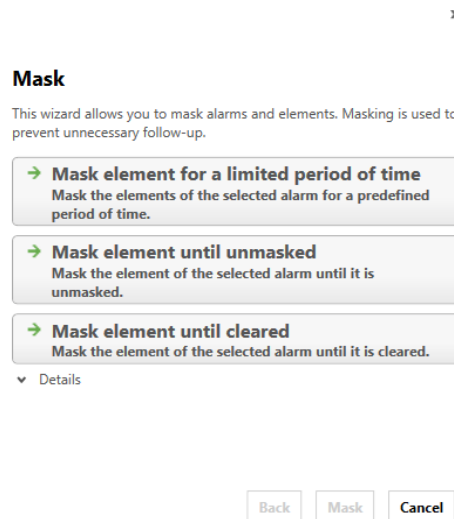 Mask
This wizard allows you to mask alarms and elements. Masking is used to
prevent unnecessary follow-up.
Mask element for a limited period of time
Mask the elements of the selected alarm for a predefined
period of time.
Mask element until unmasked
Mask the element of the selected alarm until it is
unmasked.
Mask element until cleared
Mask the element of the selected alarm until it is cleared.
Details
Back Mask Cancel